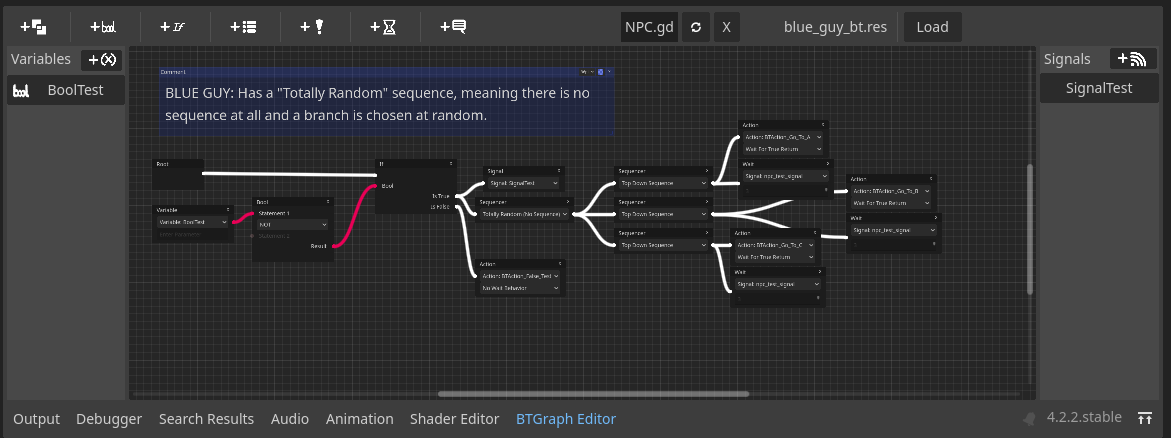 bool
If
NPC.gd
X
blue_guy_bt.res
Load
Variables
+(x)
bool
BoolTest
Signals
SignalTest
Comment
BLUE GUY: Has a "Totally Random" sequence, meaning there is no
sequence at all and a branch is chosen at random.
Root
Variable
Variable: BoolTest
Bool
Statement 1
NOT
Statement 2
Result
If
Bool
Is True
Is False
Signal
Signal: SignalTest
Sequencer
Totally Random (No Sequence)
Action
Action: BTAction_False_Test
No Wait Behavior
Sequencer
Top Down Sequence
Sequencer
Top Down Sequence
Sequencer
Top Down Sequence
Action
Action: BTAction_Go_To_A
Wait For True Return
Wait
Signal: npc_test_signal
Action
Action: BTAction_Go_To_B
Wait For True Return
Wait
Signal: npc_test_signal
Action
Action: BTAction_Go_To_C
Wait For True Return
Wait
Signal: npc_test_signal
Output
Debugger
Search Results
Audio
Animation
Shader Editor
BTGraph Editor
4.2.2.stable